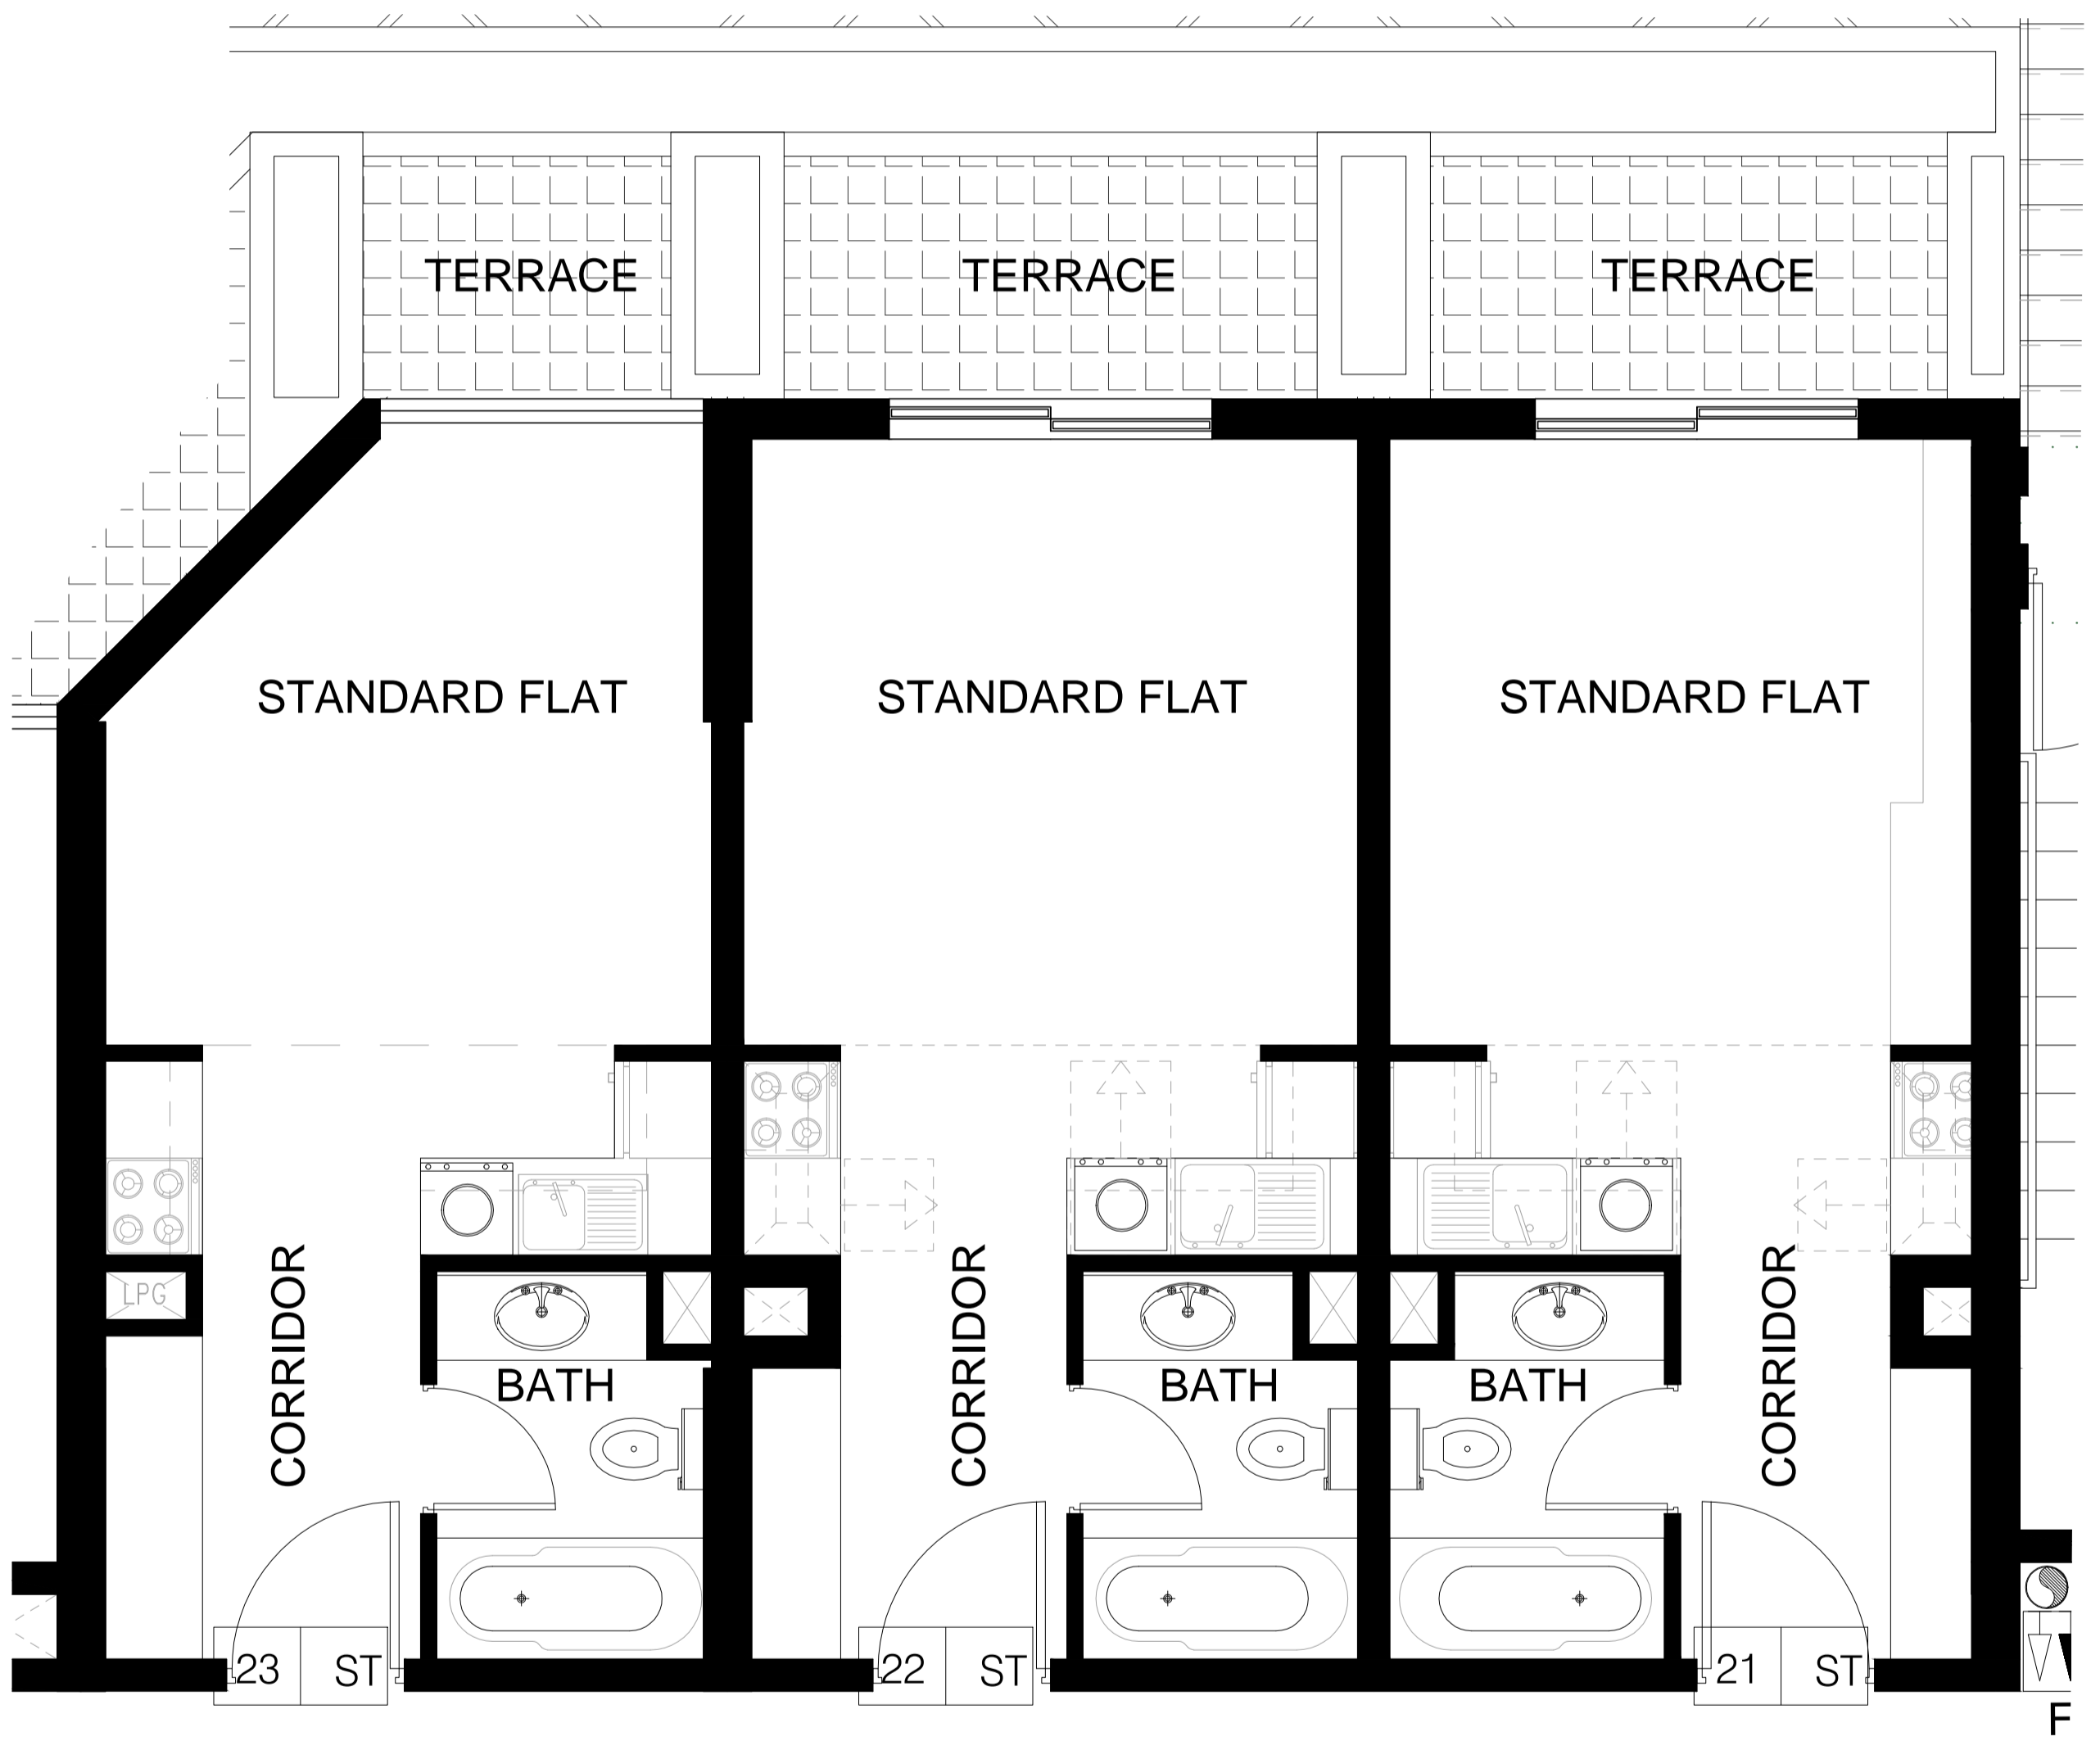 TERRACE TERRACE TERRACE
STANDARD FLAT STANDARD FLAT STANDARD FLAT
LPG
CORRIDOR CORRIDOR CORRIDOR
BATH BATH BATH
23 ST 22 ST 21 ST
F